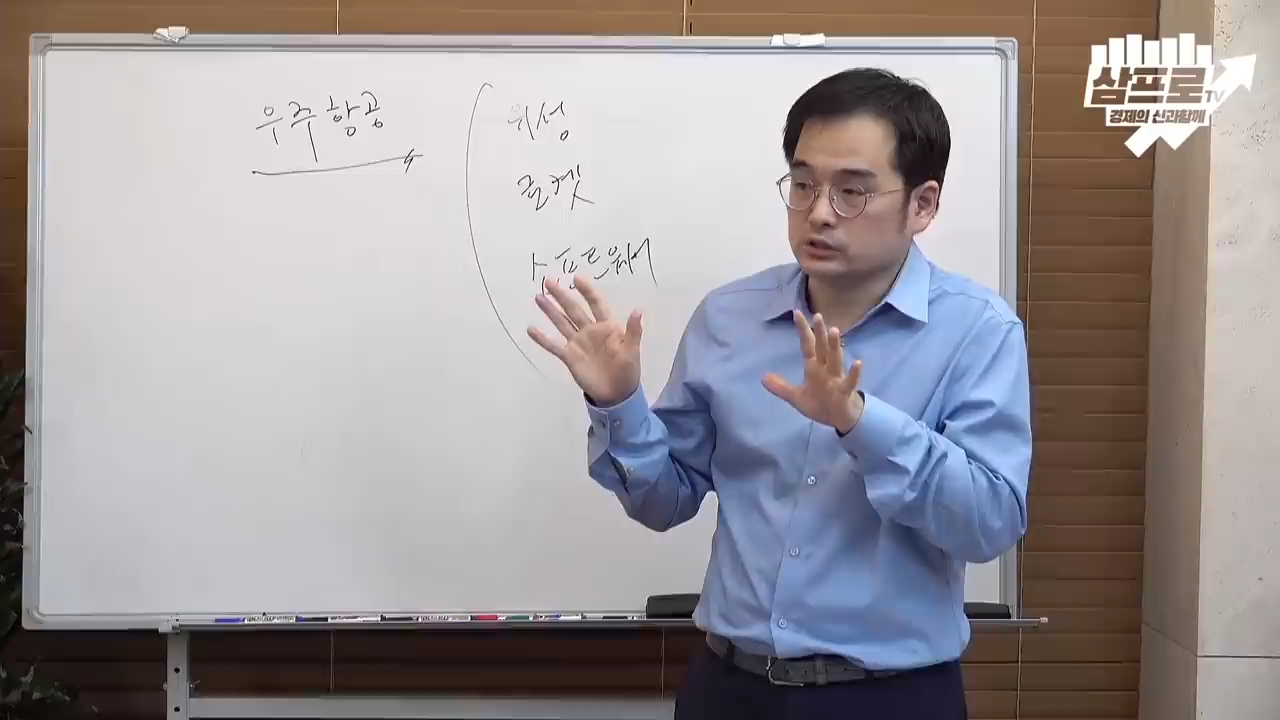 우주항공
위성
로켓
소프트웨어
삼프로TV
경제의 신과함께